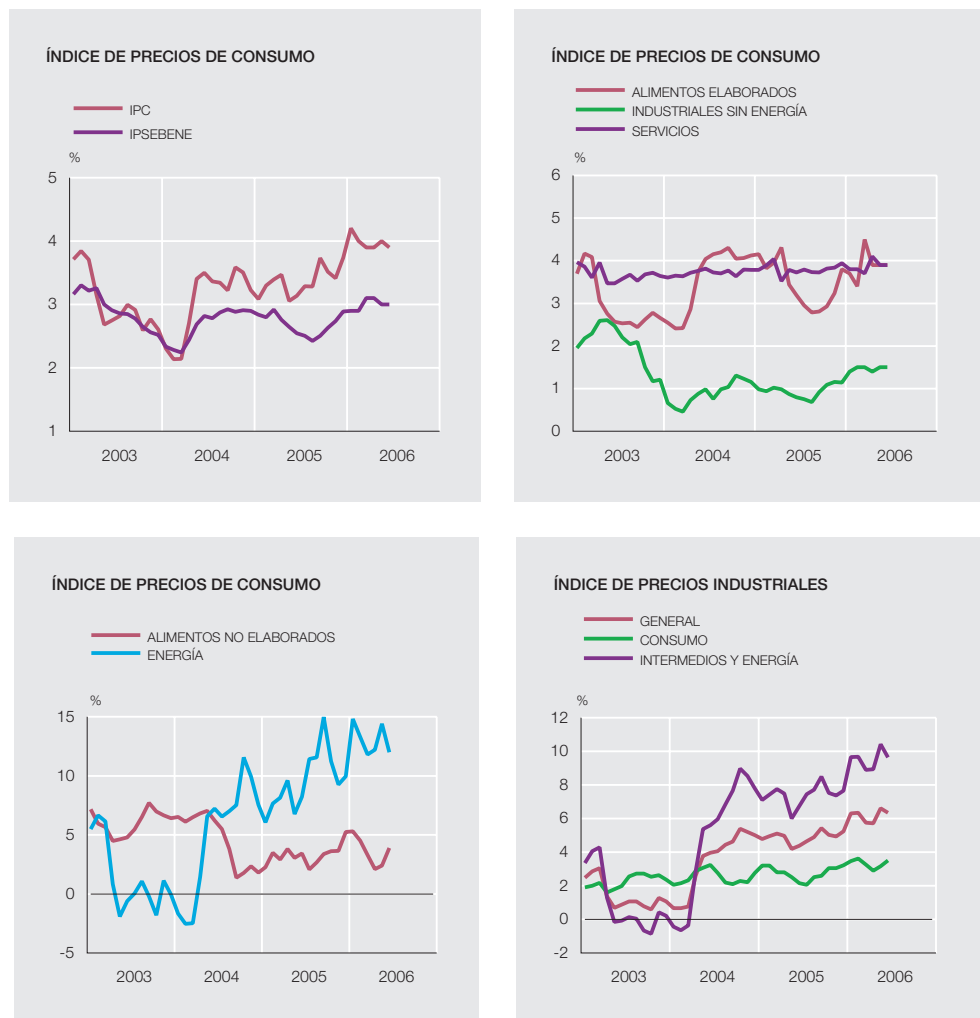 ÍNDICE DE PRECIOS DE CONSUMO
IPC
IPSEBENE
%
5
4
3
2
1
2003 2004 2005 2006
ÍNDICE DE PRECIOS DE CONSUMO
ALIMENTOS ELABORADOS
INDUSTRIALES SIN ENERGÍA
SERVICIOS
%
6
5
4
3
2
1
0
2003 2004 2005 2006
ÍNDICE DE PRECIOS DE CONSUMO
ALIMENTOS NO ELABORADOS
ENERGÍA
%
15
10
5
0
-5
2003 2004 2005 2006
ÍNDICE DE PRECIOS INDUSTRIALES
GENERAL
CONSUMO
INTERMEDIOS Y ENERGÍA
%
12
10
8
6
4
2
0
-2
2003 2004 2005 2006